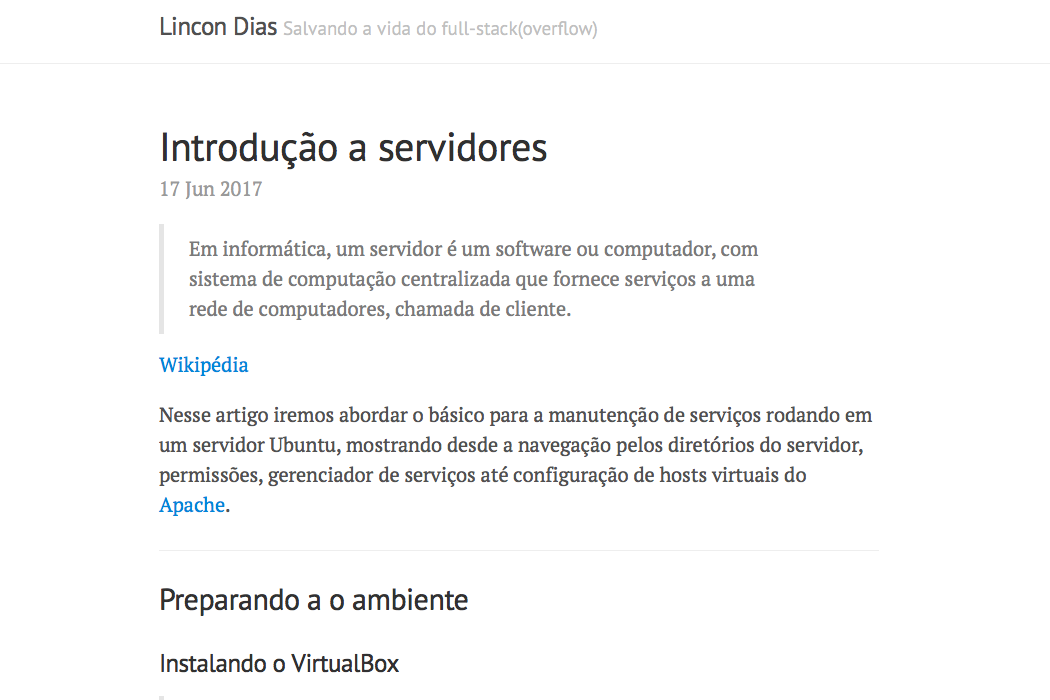 Lincon Dias Salvando a vida do full-stack(overflow)
Introdução a servidores
17 Jun 2017
Em informática, um servidor é um software ou computador, com
sistema de computação centralizada que fornece serviços a uma
rede de computadores, chamada de cliente.
Wikipédia
Nesse artigo iremos abordar o básico para a manutenção de serviços rodando em
um servidor Ubuntu, mostrando desde a navegação pelos diretórios do servidor,
permissões, gerenciador de serviços até configuração de hosts virtuais do
Apache.
Preparando a o ambiente
Instalando o VirtualBox